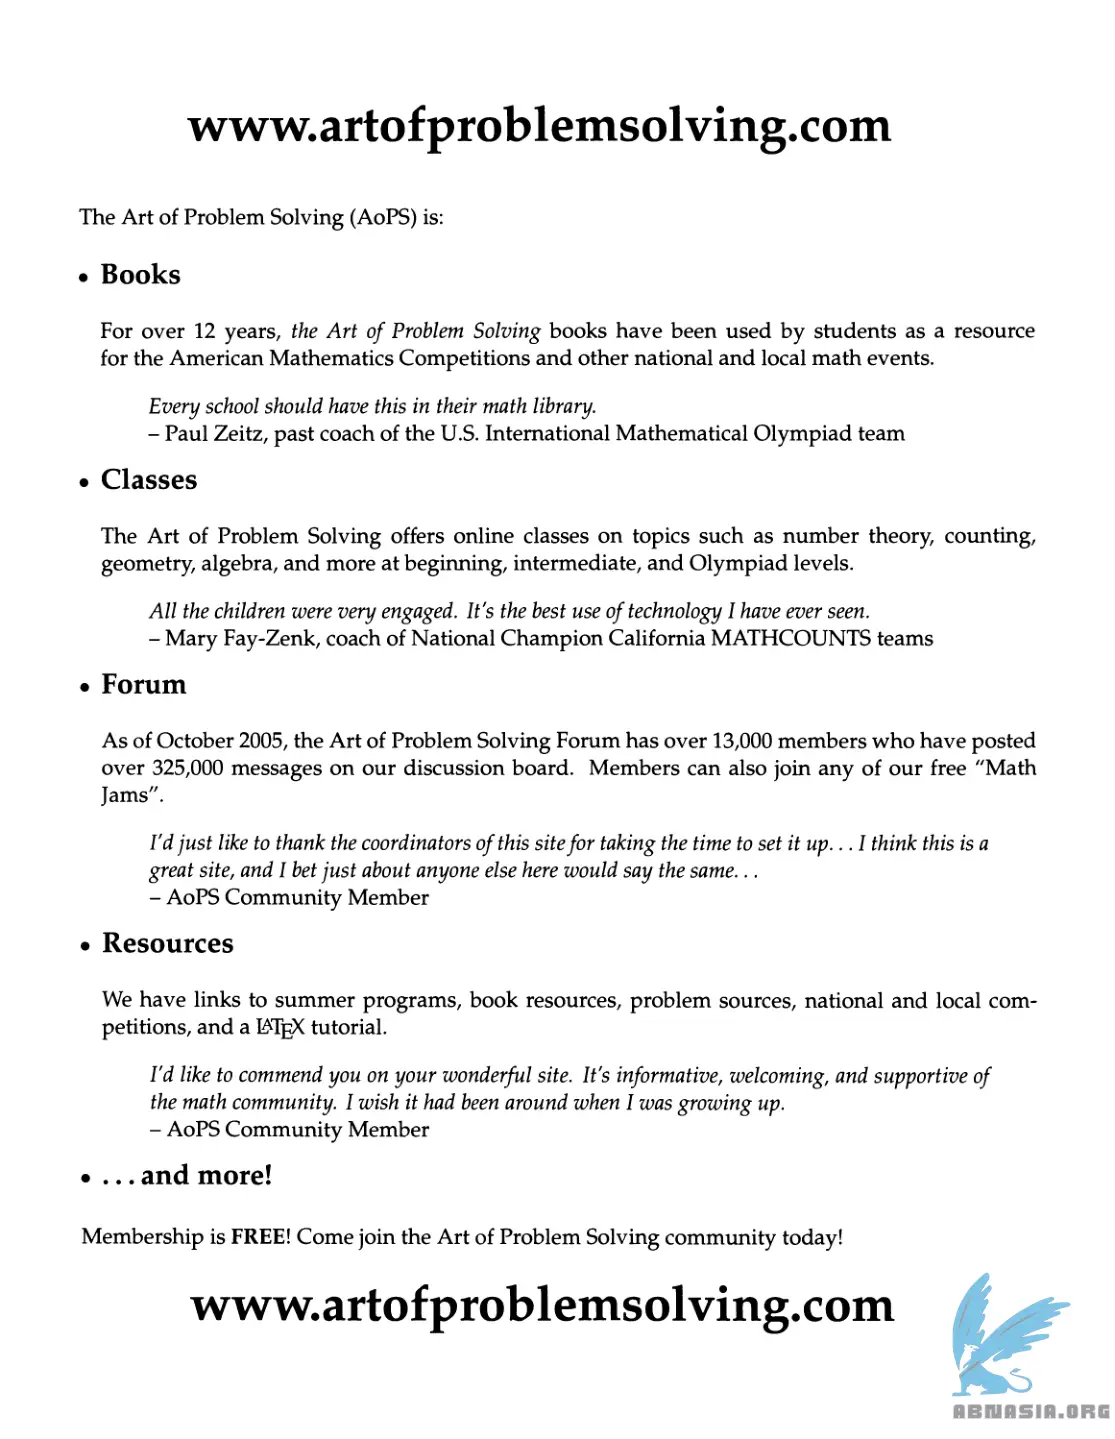 www.artofproblemsolving.com
The Art of Problem Solving (AoPS) is:
• Books
For over 12 years, the Art of Problem Solving books have been used by students as a resource
for the American Mathematics Competitions and other national and local math events.
Every school should have this in their math library.
– Paul Zeitz, past coach of the U.S. International Mathematical Olympiad team
• Classes
The Art of Problem Solving offers online classes on topics such as number theory, counting,
geometry, algebra, and more at beginning, intermediate, and Olympiad levels.
All the children were very engaged. It's the best use of technology I have ever seen.
– Mary Fay-Zenk, coach of National Champion California MATHCOUNTS teams
• Forum
As of October 2005, the Art of Problem Solving Forum has over 13,000 members who have posted
over 325,000 messages on our discussion board. Members can also join any of our free "Math
Jams".
I'd just like to thank the coordinators of this site for taking the time to set it up. . . I think this is a
great site, and I bet just about anyone else here would say the same. . .
– AoPS Community Member
• Resources
We have links to summer programs, book resources, problem sources, national and local com-
petitions, and a LATEX tutorial.
I'd like to commend you on your wonderful site. It's informative, welcoming, and supportive of
the math community. I wish it had been around when I was growing up.
– AoPS Community Member
• . . . and more!
Membership is FREE! Come join the Art of Problem Solving community today!
www.artofproblemsolving.com
ABNASIA.ORG